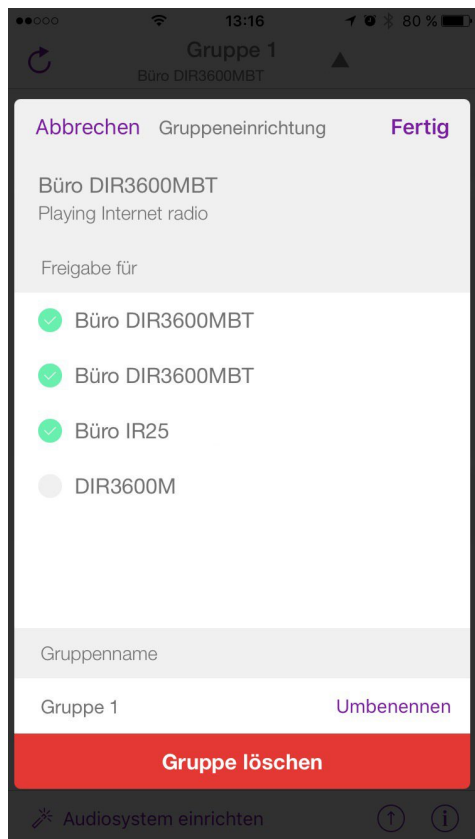 13:16 80 %
Gruppe 1
Büro DIR3600MBT
Abbrechen Gruppeneinrichtung Fertig
Büro DIR3600MBT
Playing Internet radio
Freigabe für
Büro DIR3600MBT
Büro DIR3600MBT
Büro IR25
DIR3600M
Gruppenname
Gruppe 1 Umbenennen
Gruppe löschen
Audiosystem einrichten